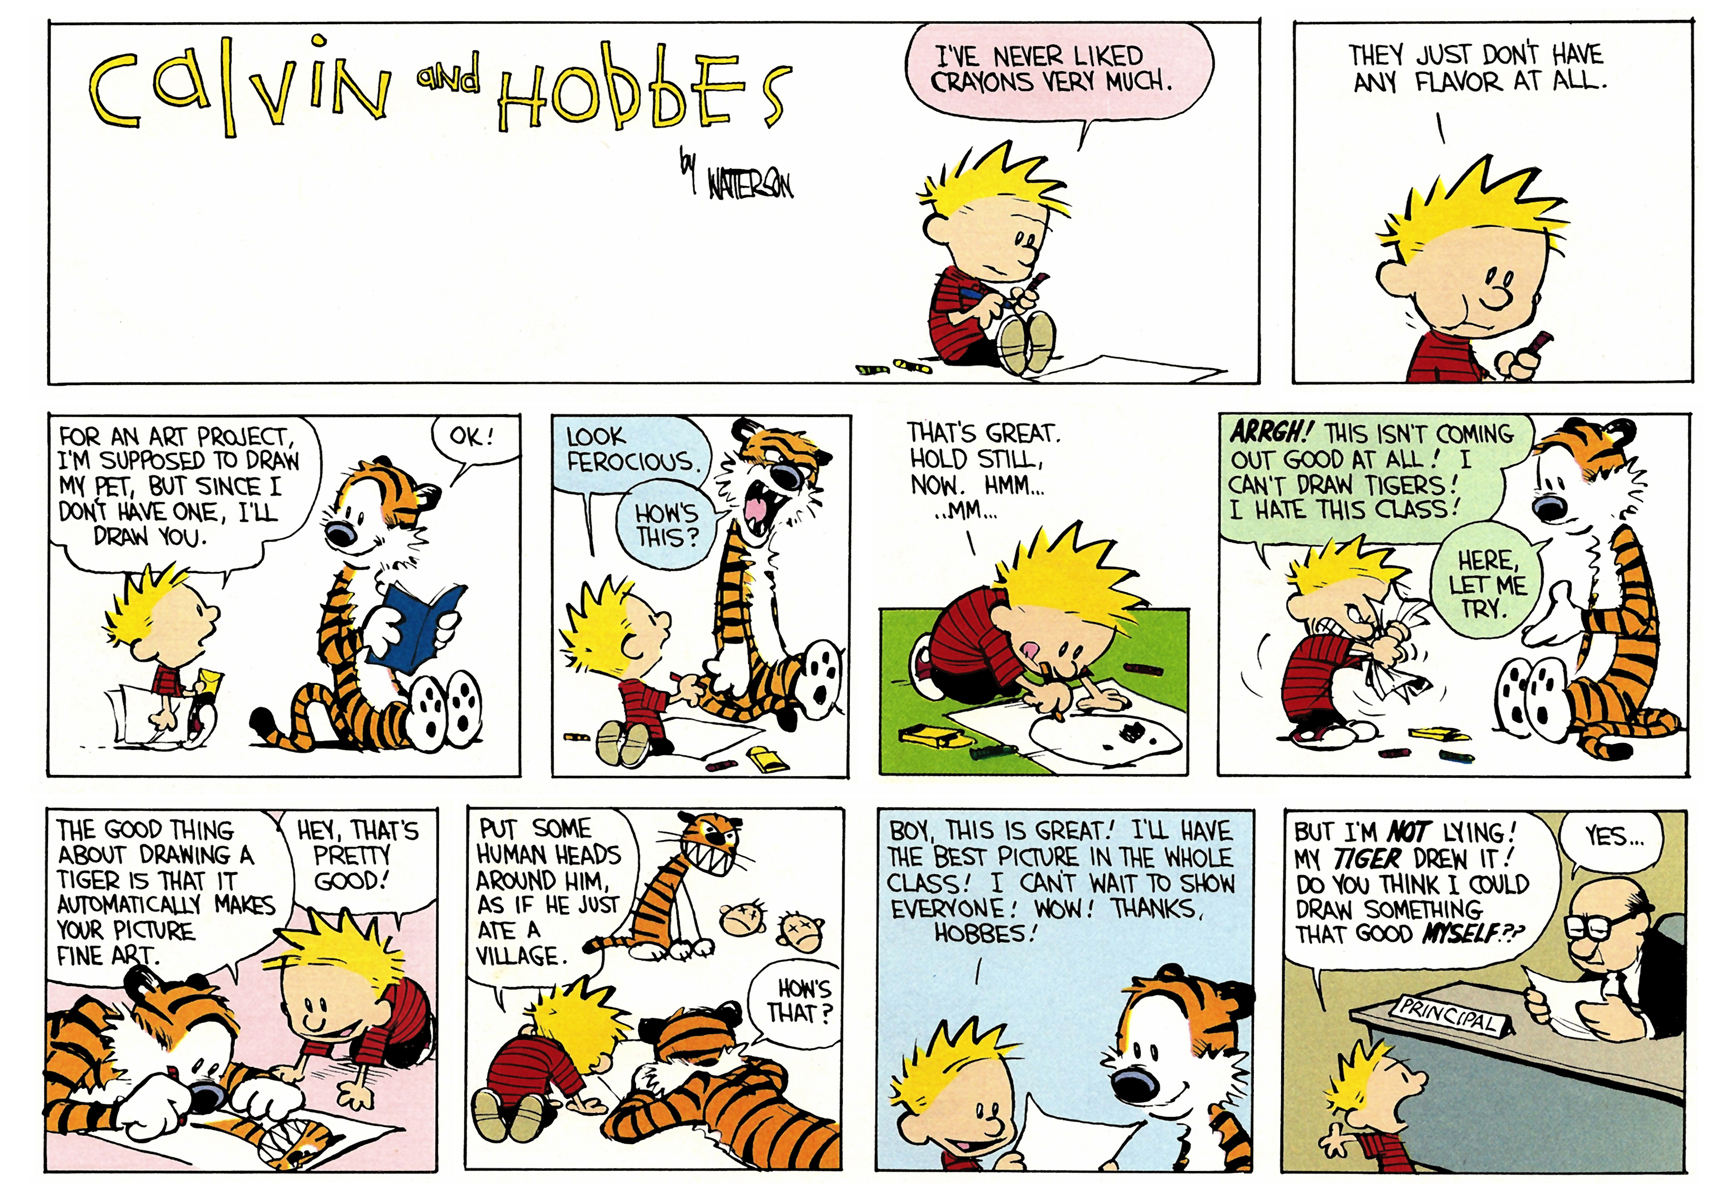 CalviN and HObbEs
by WATTERSON
I'VE NEVER LIKED
CRAYONS VERY MUCH.
THEY JUST DON'T HAVE
ANY FLAVOR AT ALL.
FOR AN ART PROJECT,
I'M SUPPOSED TO DRAW
MY PET, BUT SINCE I
DON'T HAVE ONE, I'LL
DRAW YOU.
OK!
LOOK
FEROCIOUS.
HOW'S
THIS?
THAT'S GREAT.
HOLD STILL,
NOW. HMM...
..MM...
ARRGH! THIS ISN'T COMING
OUT GOOD AT ALL! I
CAN'T DRAW TIGERS!
I HATE THIS CLASS!
HERE,
LET ME
TRY.
THE GOOD THING
ABOUT DRAWING A
TIGER IS THAT IT
AUTOMATICALLY MAKES
YOUR PICTURE
FINE ART.
HEY, THAT'S
PRETTY
GOOD!
PUT SOME
HUMAN HEADS
AROUND HIM,
AS IF HE JUST
ATE A
VILLAGE.
HOW'S
THAT?
BOY, THIS IS GREAT! I'LL HAVE
THE BEST PICTURE IN THE WHOLE
CLASS! I CAN'T WAIT TO SHOW
EVERYONE! WOW! THANKS,
HOBBES!
BUT I'M NOT LYING!
MY TIGER DREW IT!
DO YOU THINK I COULD
DRAW SOMETHING
THAT GOOD MYSELF??
YES...
PRINCIPAL